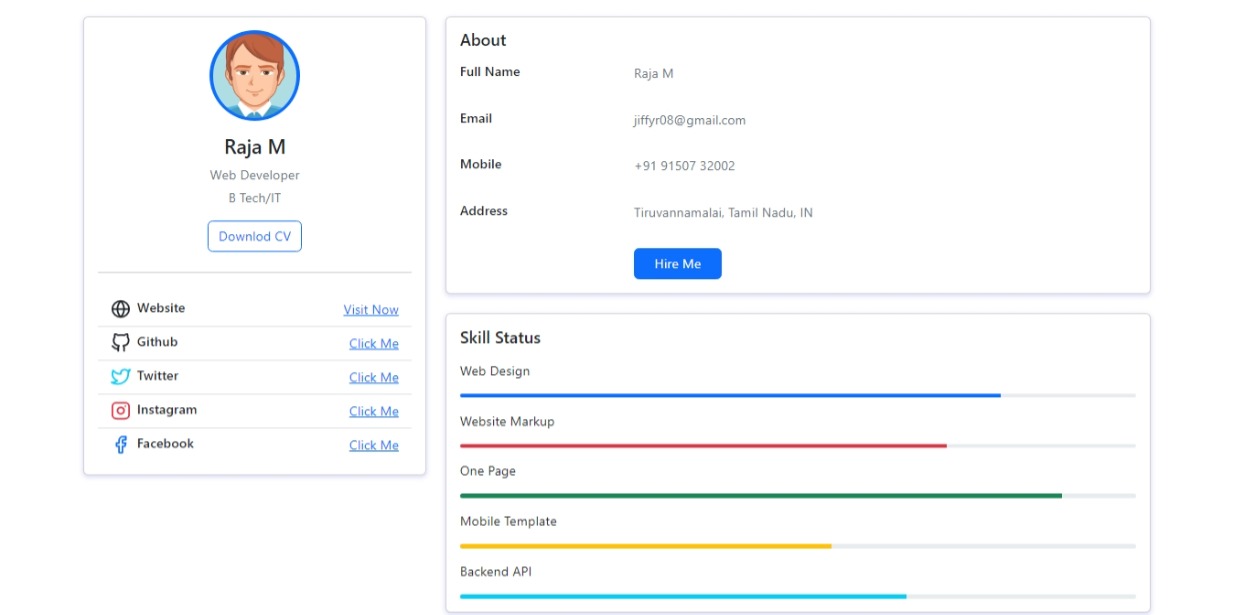 Raja M
Web Developer
B Tech/IT
Downlod CV
Website Visit Now
Github Click Me
Twitter Click Me
Instagram Click Me
Facebook Click Me
About
Full Name Raja M
Email jiffyr08@gmail.com
Mobile +91 91507 32002
Address Tiruvannamalai, Tamil Nadu, IN
Hire Me
Skill Status
Web Design
Website Markup
One Page
Mobile Template
Backend API